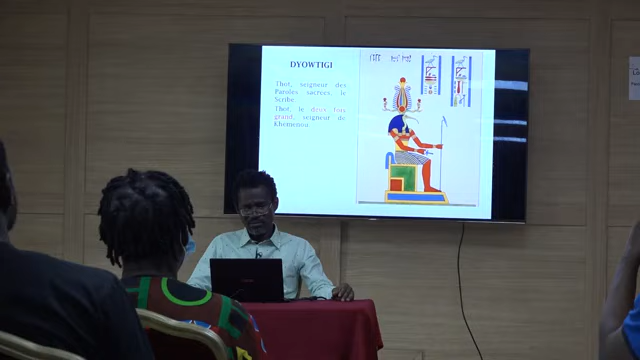 DYOWTIGI
Thot, seigneur des
Paroles sacrées, le
Scribe.
Thot, le deux fois
grand, seigneur de
Khemenou.